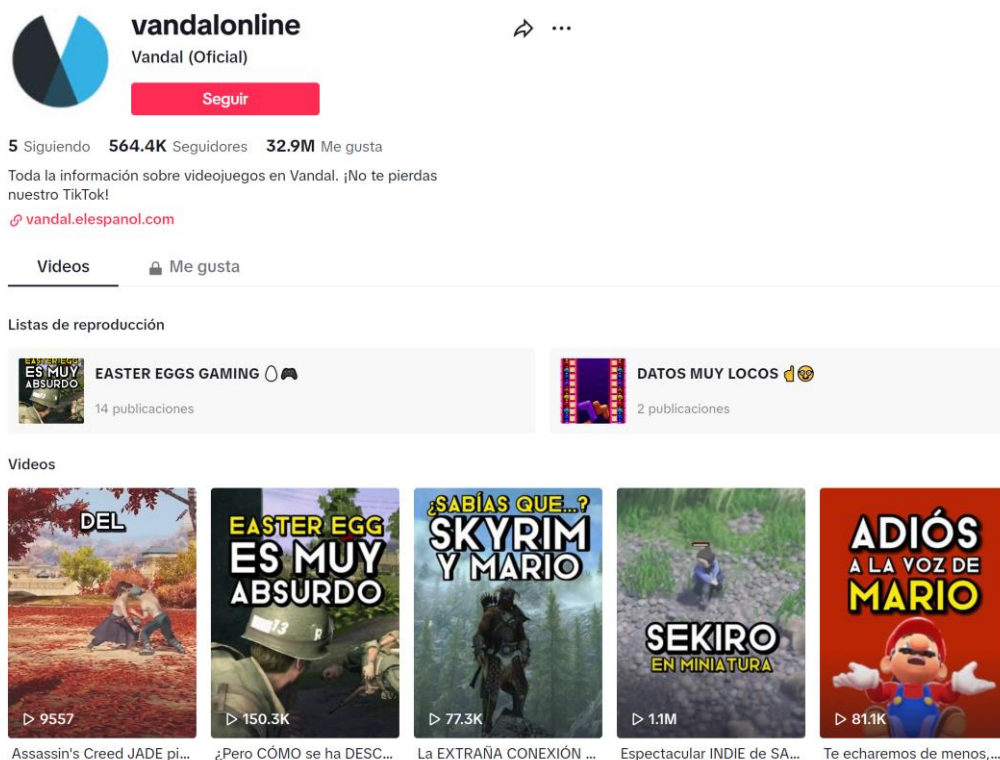 vandalonline
Vandal (Oficial)
Seguir
5 Siguiendo 564.4K Seguidores 32.9M Me gusta
Toda la información sobre videojuegos en Vandal. ¡No te pierdas
nuestro TikTok!
vandal.elespanol.com
Videos Me gusta
Listas de reproducción
EASTER EGG
ES MUY
ABSURDO
EASTER EGGS GAMING 🥚🎮
14 publicaciones
DATOS MUY LOCOS ☝🤓
2 publicaciones
Videos
DEL
9557
Assassin's Creed JADE pi...
EASTER EGG
ES MUY
ABSURDO
13
150.3K
¿Pero CÓMO se ha DESC...
¿SABÍAS QUE...?
SKYRIM
Y MARIO
77.3K
La EXTRAÑA CONEXIÓN ...
SEKIRO
EN MINIATURA
1.1M
Espectacular INDIE de SA...
ADIÓS
A LA VOZ DE
MARIO
81.1K
Te echaremos de menos,...